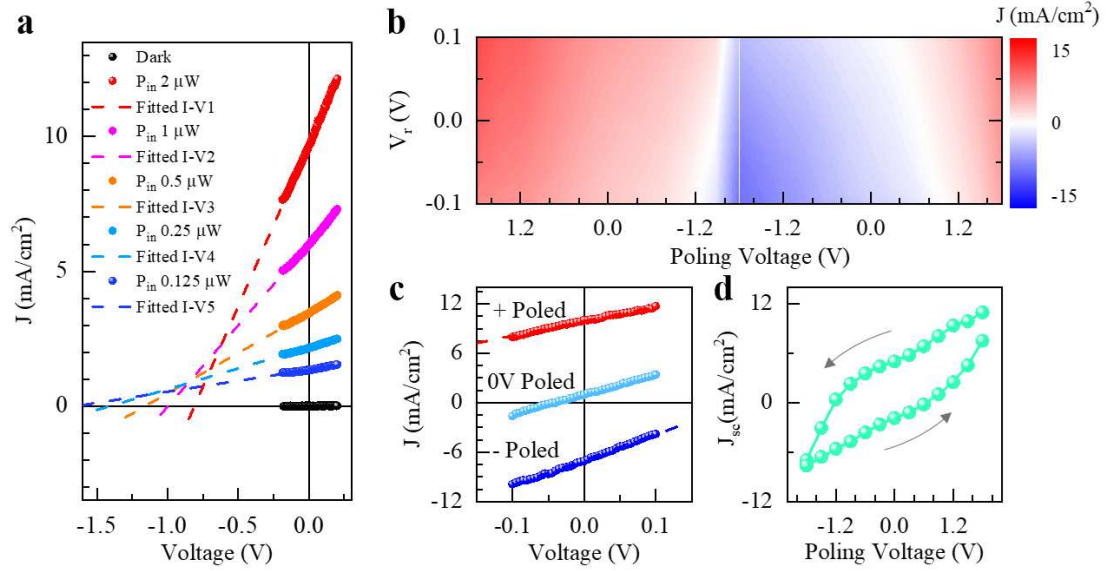 a
J (mA/cm²)
10
5
0
Dark
P_in 2 μW
Fitted I-V1
P_in 1 μW
Fitted I-V2
P_in 0.5 μW
Fitted I-V3
P_in 0.25 μW
Fitted I-V4
P_in 0.125 μW
Fitted I-V5
-1.5 -1.0 -0.5 0.0
Voltage (V)
b
V_r (V)
0.1
0.0
-0.1
1.2 0.0 -1.2 -1.2 0.0 1.2
Poling Voltage (V)
J (mA/cm²)
15
0
-15
c
J (mA/cm²)
12
6
0
-6
-12
+ Poled
0V Poled
- Poled
-0.1 0.0 0.1
Voltage (V)
d
J_sc(mA/cm²)
12
0
-12
-1.2 0.0 1.2
Poling Voltage (V)